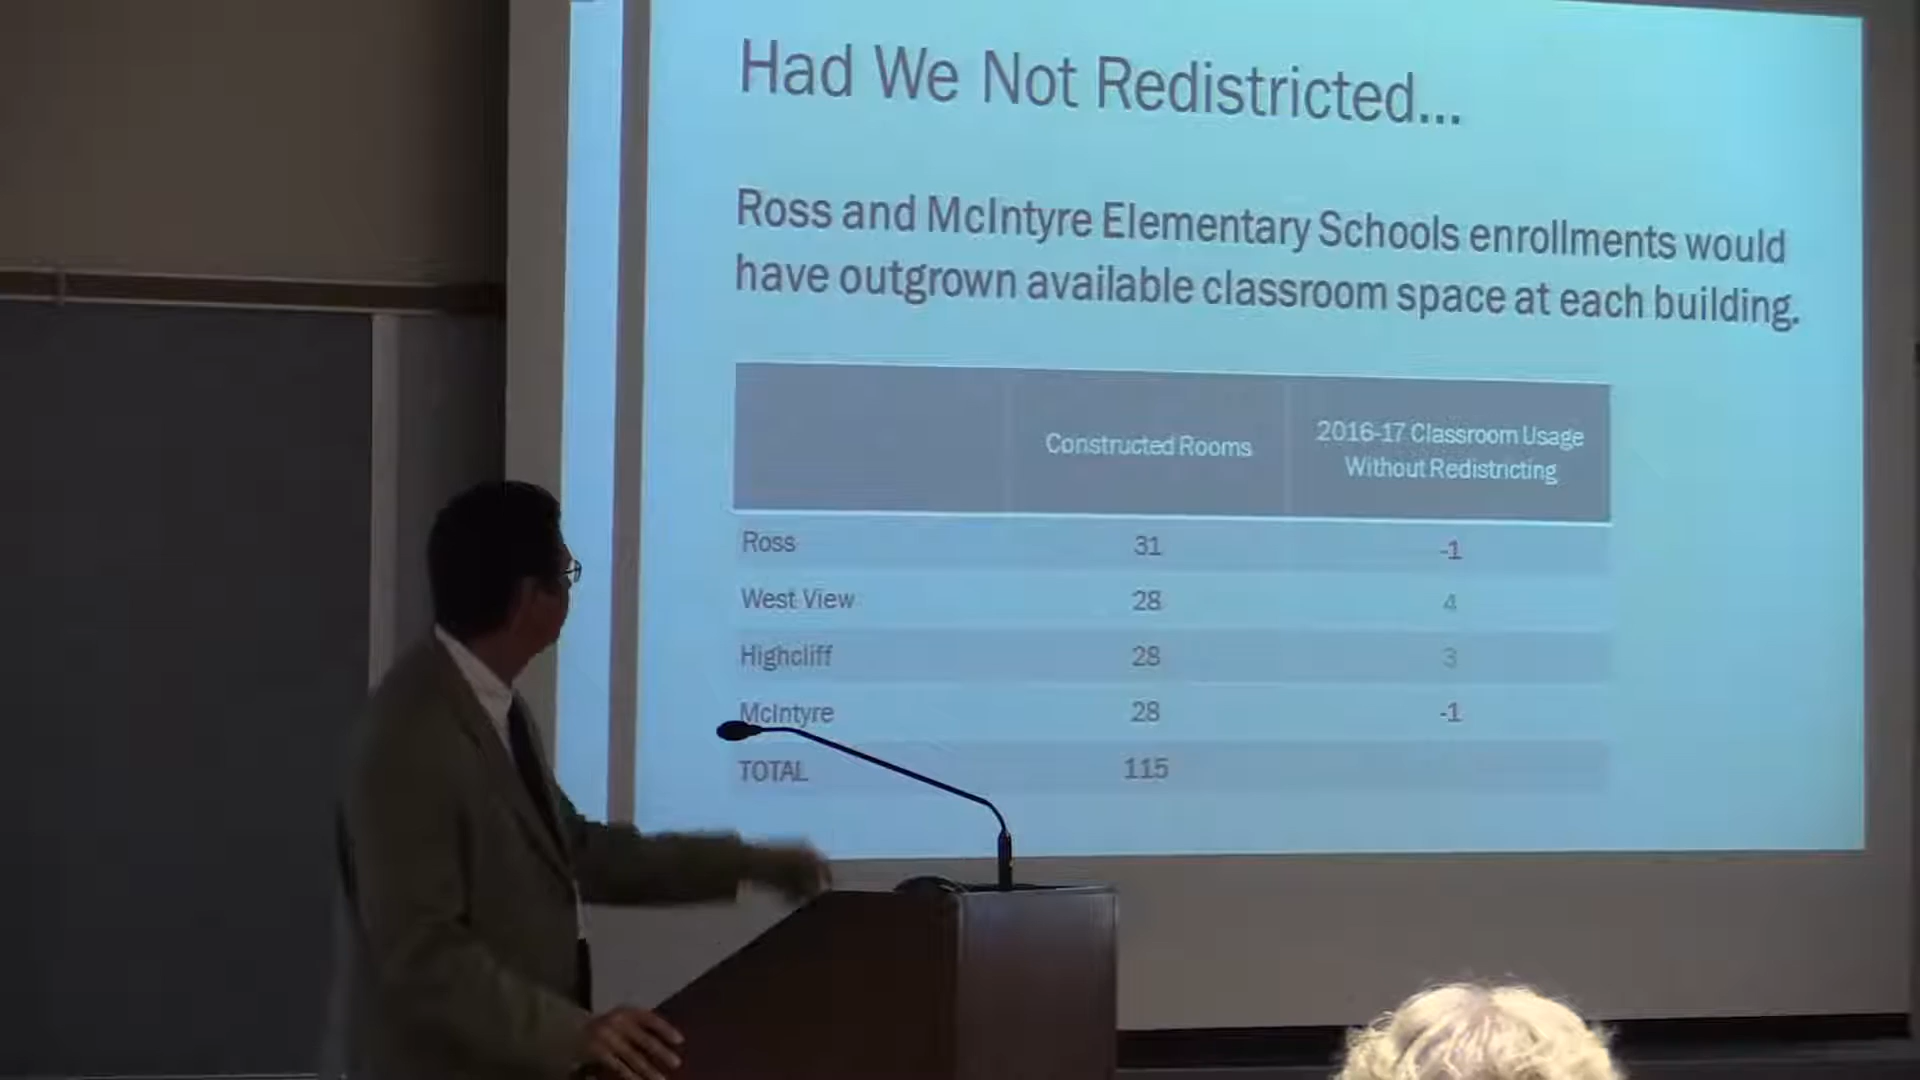 Had We Not Redistricted...
Ross and McIntyre Elementary Schools enrollments would
have outgrown available classroom space at each building.
Constructed Rooms
2016-17 Classroom Usage
Without Redistricting
Ross 31 -1
West View 28 4
Highcliff 28 3
McIntyre 28 -1
TOTAL 115